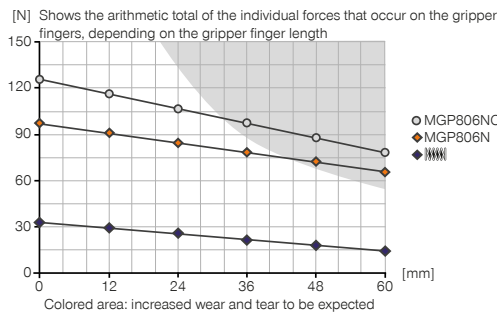 [N] Shows the arithmetic total of the individual forces that occur on the gripper
fingers, depending on the gripper finger length
150
120
90
60
30
0
0 12 24 36 48 60
[mm]
MGP806NC
MGP806N
Colored area: increased wear and tear to be expected